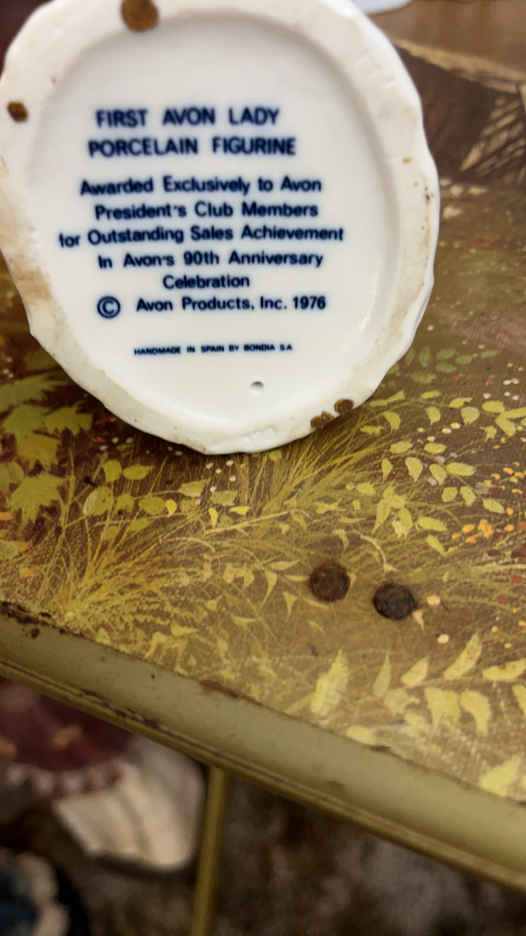 FIRST AVON LADY
PORCELAIN FIGURINE
Awarded Exclusively to Avon
President's Club Members
for Outstanding Sales Achievement
In Avon's 90th Anniversary
Celebration
© Avon Products, Inc. 1976
HANDMADE IN SPAIN BY BONDIA S A